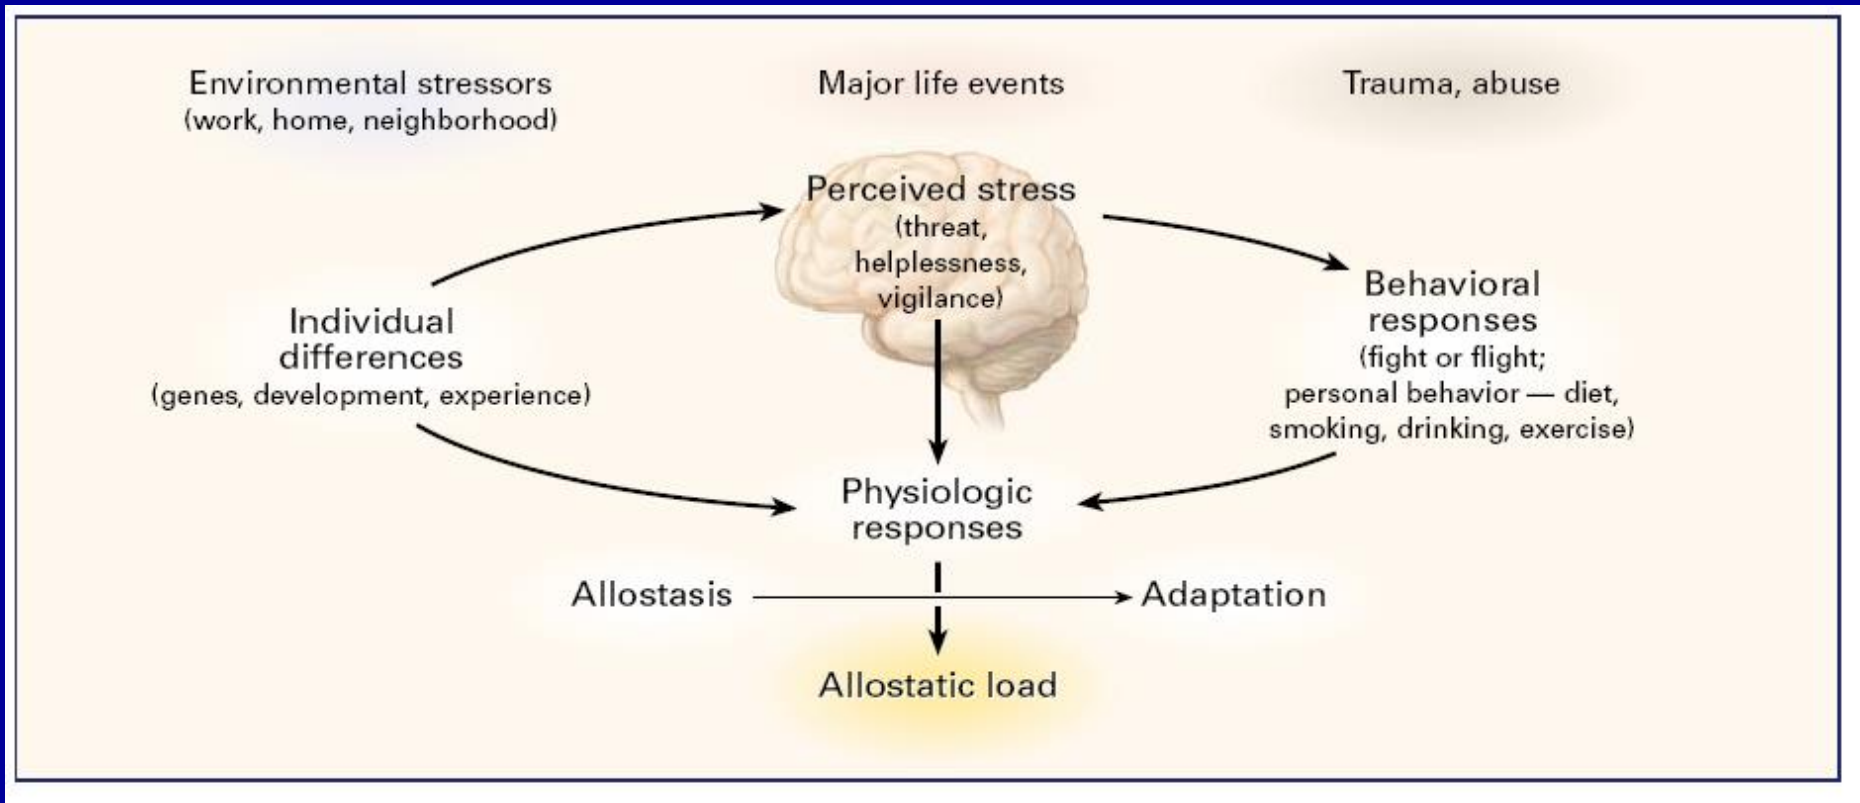 Environmental stressors
(work, home, neighborhood)
Major life events
Trauma, abuse
Perceived stress
(threat,
helplessness,
vigilance)
Individual
differences
(genes, development, experience)
Behavioral
responses
(fight or flight;
personal behavior — diet,
smoking, drinking, exercise)
Physiologic
responses
Allostasis
Adaptation
Allostatic load